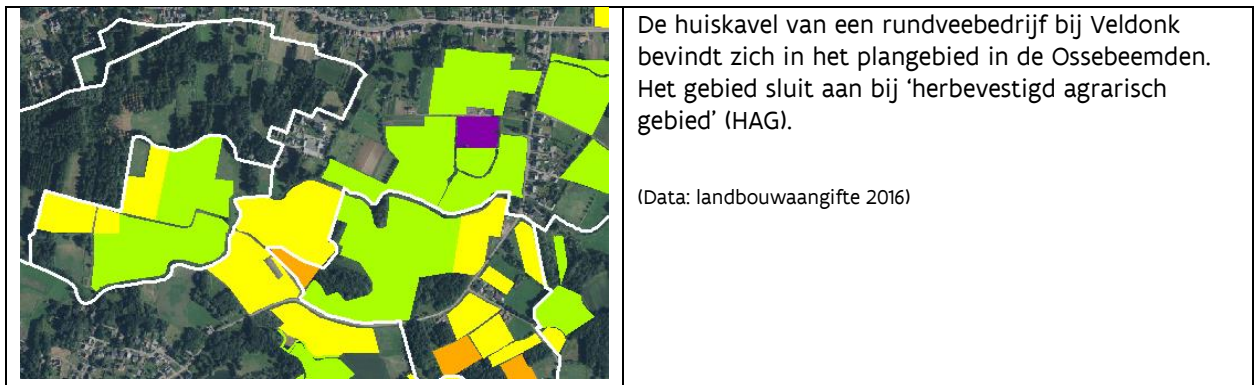 De huiskavel van een rundveebedrijf bij Veldonk
bevindt zich in het plangebied in de Ossebeemden.
Het gebied sluit aan bij ‘herbevestigd agrarisch
gebied’ (HAG).
(Data: landbouwaangifte 2016)